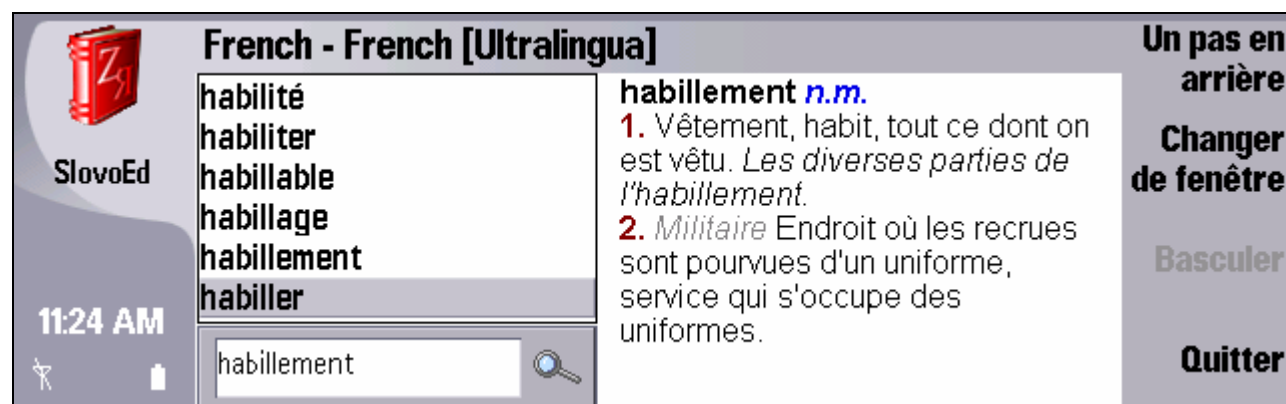 French - French [Ultralingua]
SlovoEd
11:24 AM
habilité
habiliter
habillable
habillage
habillement
habiller
habillement
habillement n.m.
1. Vêtement, habit, tout ce dont on
est vêtu. Les diverses parties de
l'habillement.
2. Militaire Endroit où les recrues
sont pourvues d'un uniforme,
service qui s'occupe des
uniformes.
Un pas en
arrière
Changer
de fenêtre
Basculer
Quitter